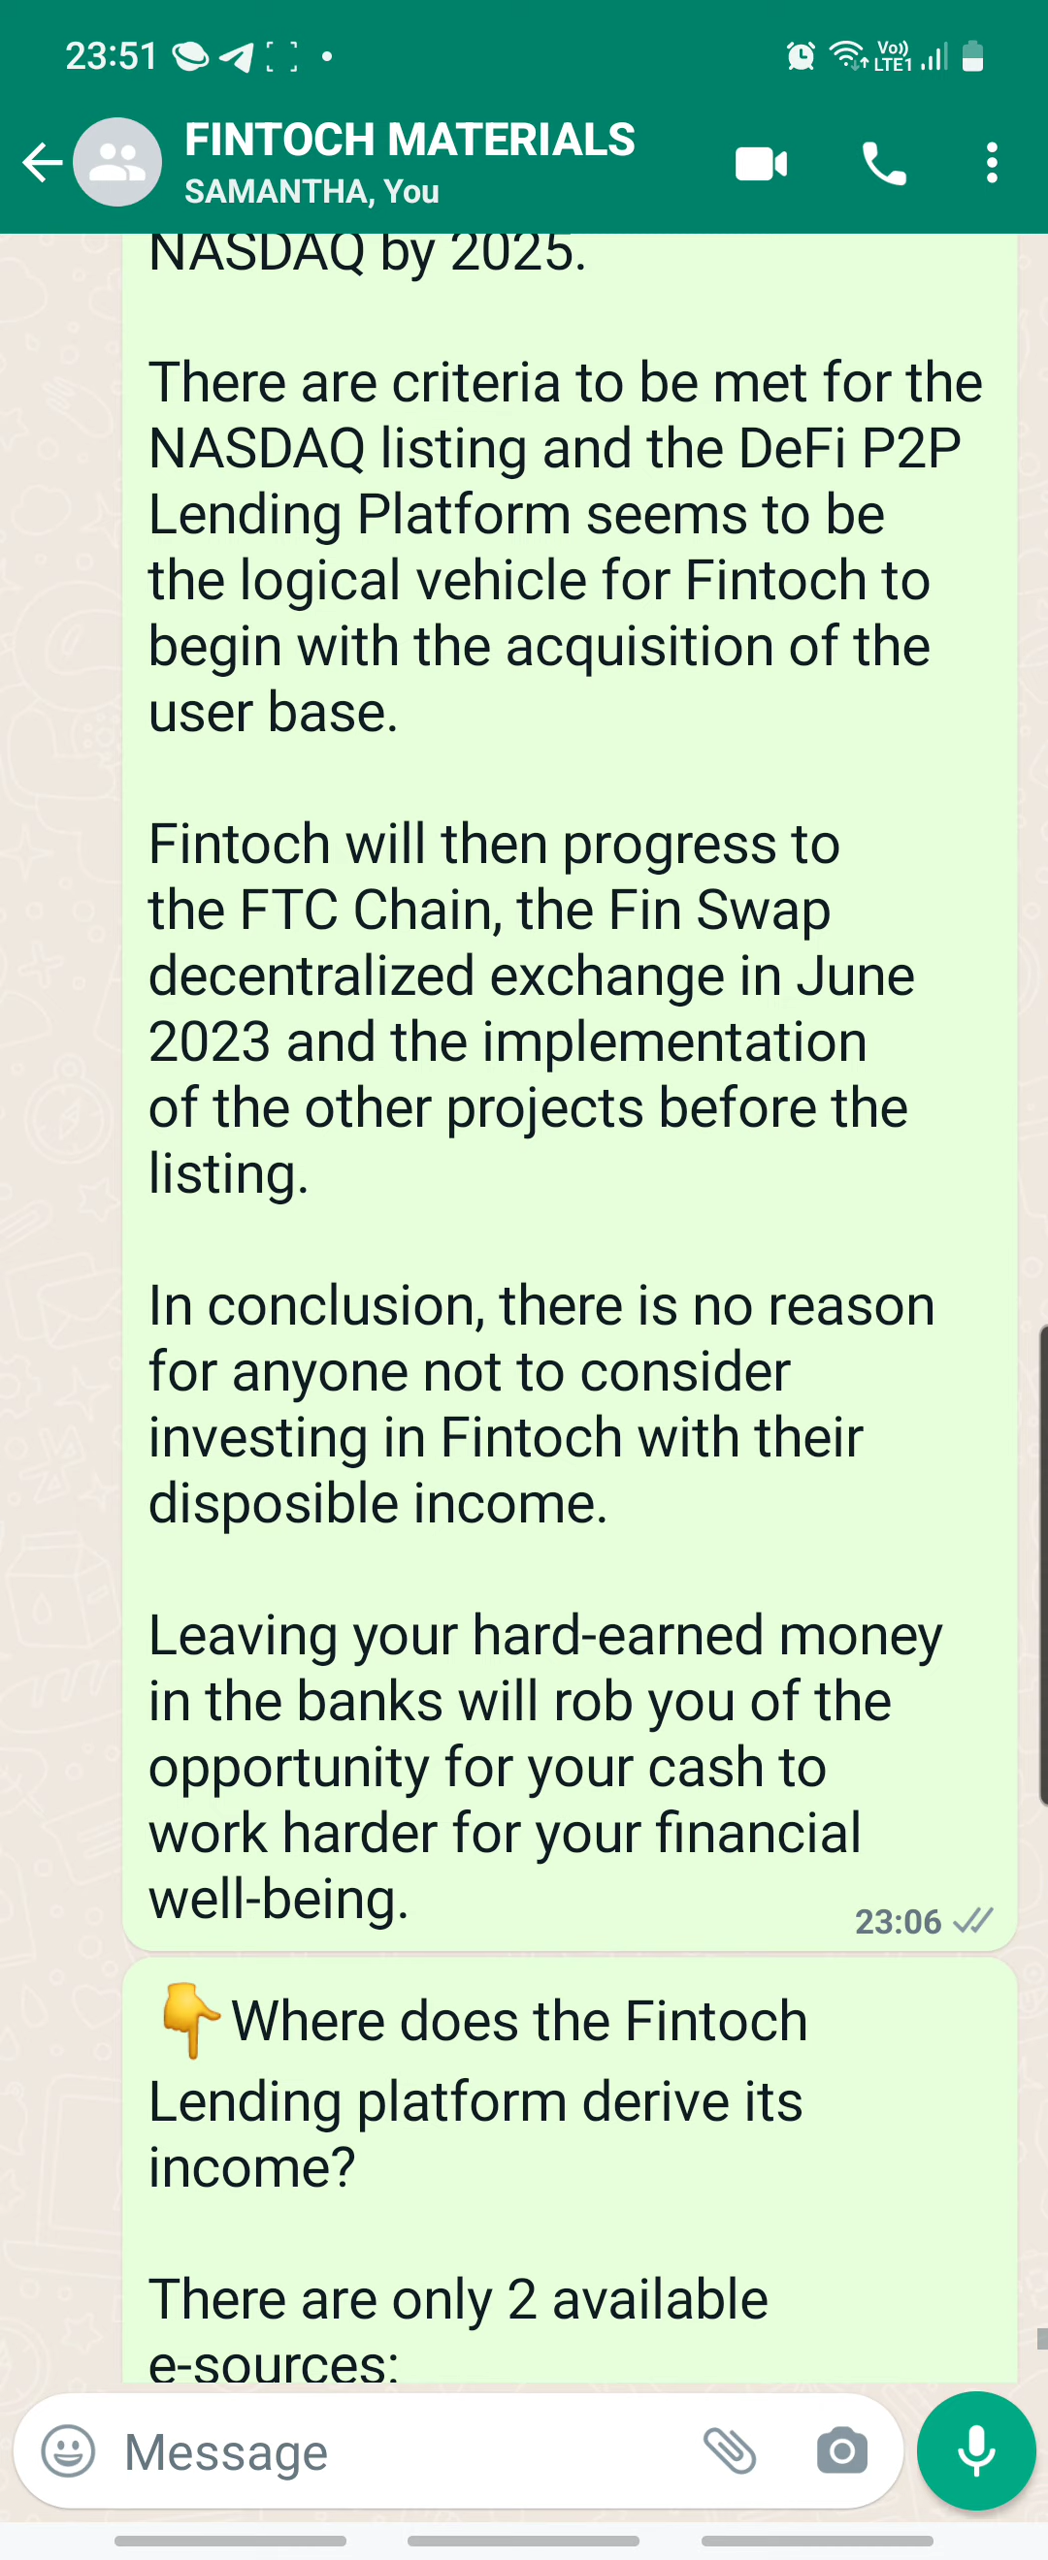 23:51
Vo))
LTE1
FINTOCH MATERIALS
SAMANTHA, You
NASDAQ by 2025.
There are criteria to be met for the
NASDAQ listing and the DeFi P2P
Lending Platform seems to be
the logical vehicle for Fintoch to
begin with the acquisition of the
user base.
Fintoch will then progress to
the FTC Chain, the Fin Swap
decentralized exchange in June
2023 and the implementation
of the other projects before the
listing.
In conclusion, there is no reason
for anyone not to consider
investing in Fintoch with their
disposible income.
Leaving your hard-earned money
in the banks will rob you of the
opportunity for your cash to
work harder for your financial
well-being.
23:06
👇Where does the Fintoch
Lending platform derive its
income?
There are only 2 available
e-sources:
Message